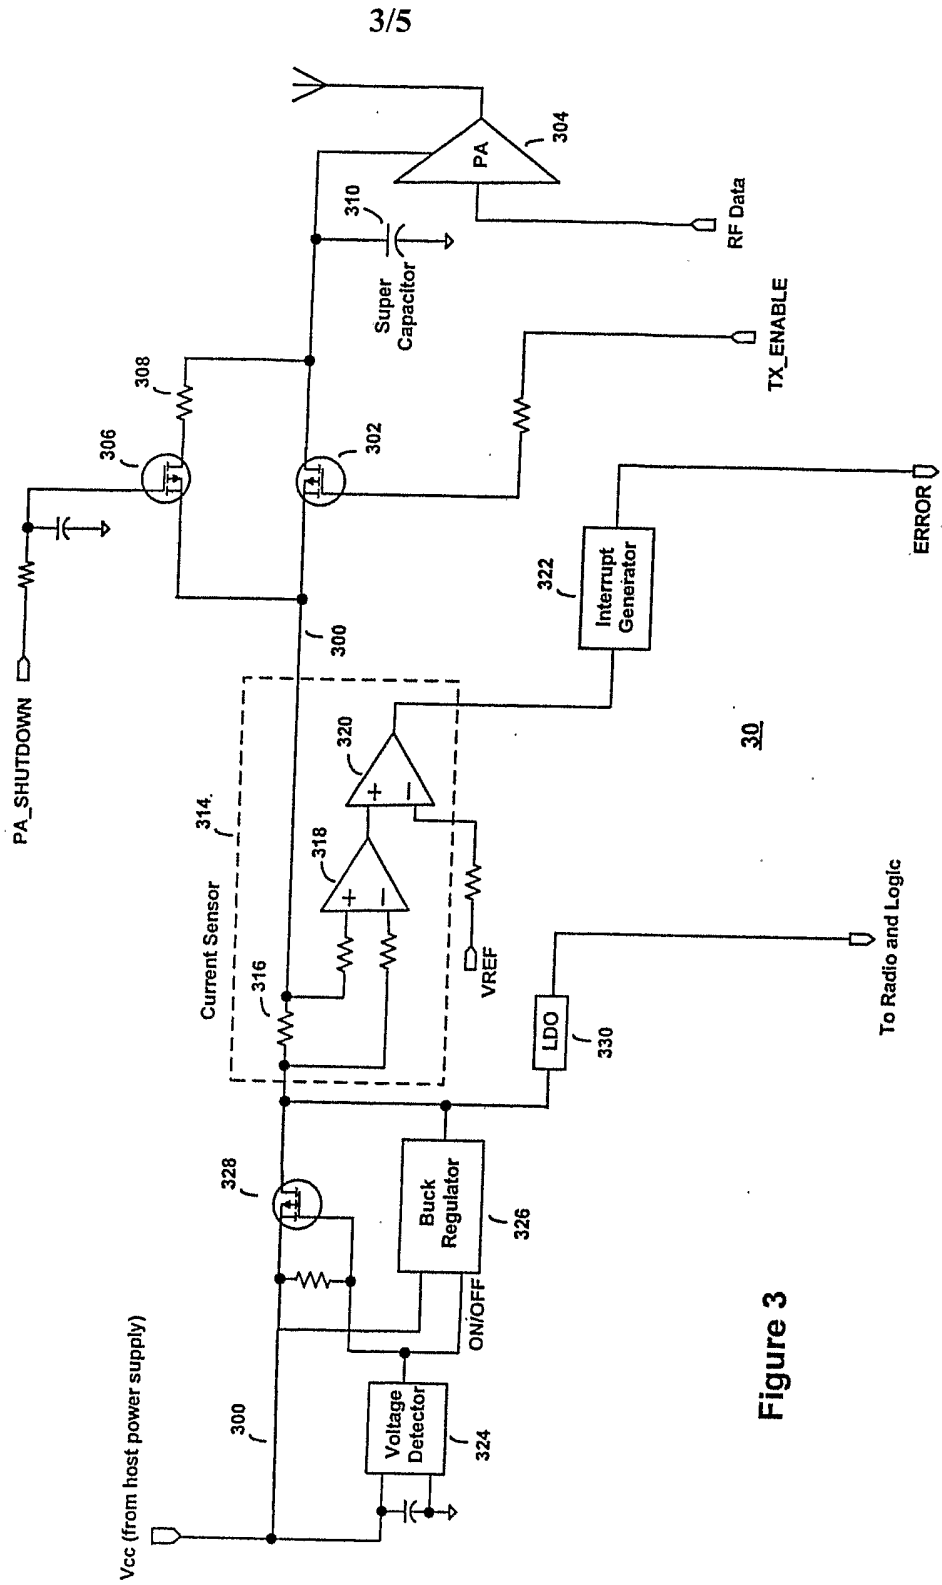 3/5
Vcc (from host power supply)
300
Voltage
Detector
324
328
Buck
Regulator
326
ON/OFF
LDO
330
To Radio and Logic
Current Sensor
314.
316
318
+
−
VREF
320
+
−
300
Interrupt
Generator
322
ERROR
PA_SHUTDOWN
306
308
302
TX_ENABLE
Super
Capacitor
310
PA
304
RF Data
30
Figure 3